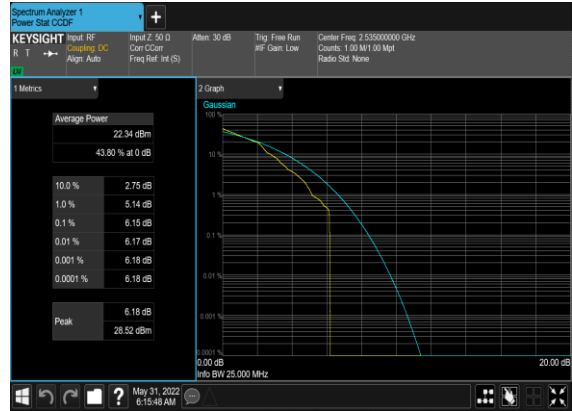 Spectrum Analyzer 1
Power Stat CCDF
+
KEYSIGHT
R T
LV
Input: RF
Coupling: DC
Align: Auto
Input Z: 50 Ω
Corr CCorr
Freq Ref: Int (S)
Atten: 30 dB
Trig: Free Run
#IF Gain: Low
Center Freq: 2.535000000 GHz
Counts: 1.00 M/1.00 Mpt
Radio Std: None
1 Metrics
Average Power
22.34 dBm
43.80 % at 0 dB
10.0 % 2.75 dB
1.0 % 5.14 dB
0.1 % 6.15 dB
0.01 % 6.17 dB
0.001 % 6.18 dB
0.0001 % 6.18 dB
Peak
6.18 dB
28.52 dBm
2 Graph
Gaussian
100 %
10 %
1 %
0.1 %
0.01 %
0.001 %
0.0001 %
0.00 dB
20.00 dB
Info BW 25.000 MHz
?
May 31, 2022
6:15:48 AM